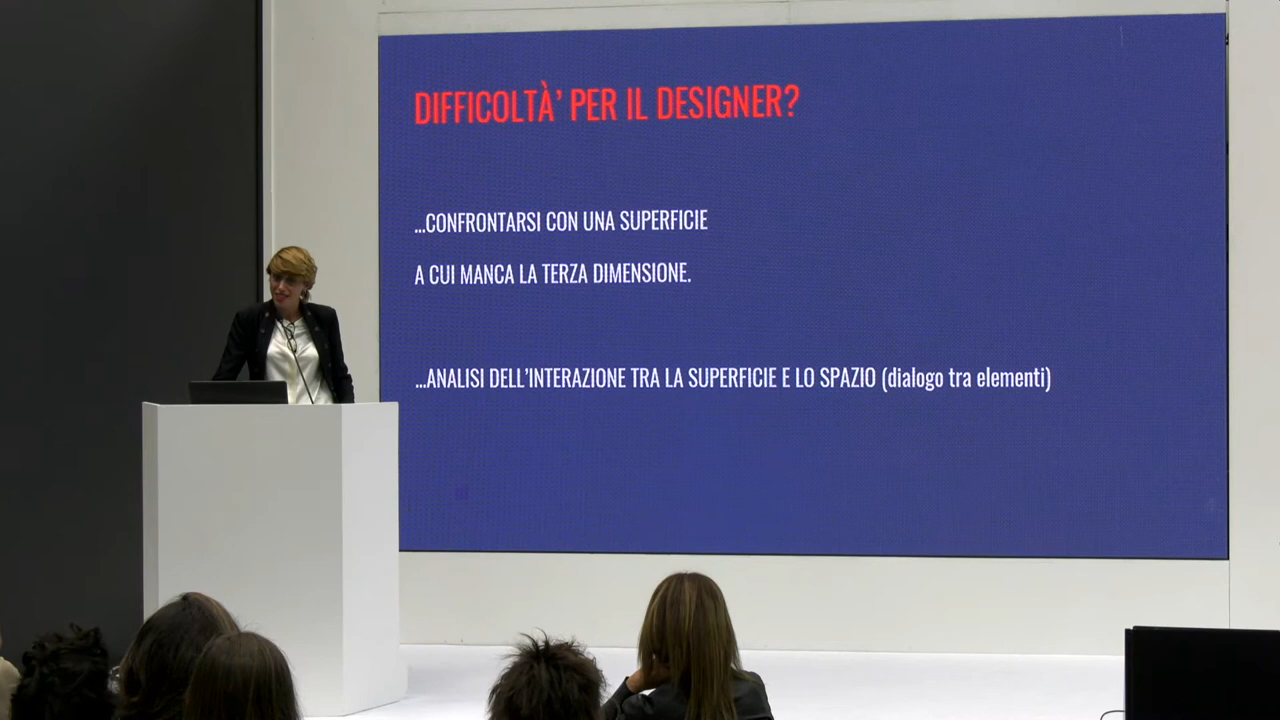 DIFFICOLTÀ’ PER IL DESIGNER?
...CONFRONTARSI CON UNA SUPERFICIE
A CUI MANCA LA TERZA DIMENSIONE.
...ANALISI DELL’INTERAZIONE TRA LA SUPERFICIE E LO SPAZIO (dialogo tra elementi)